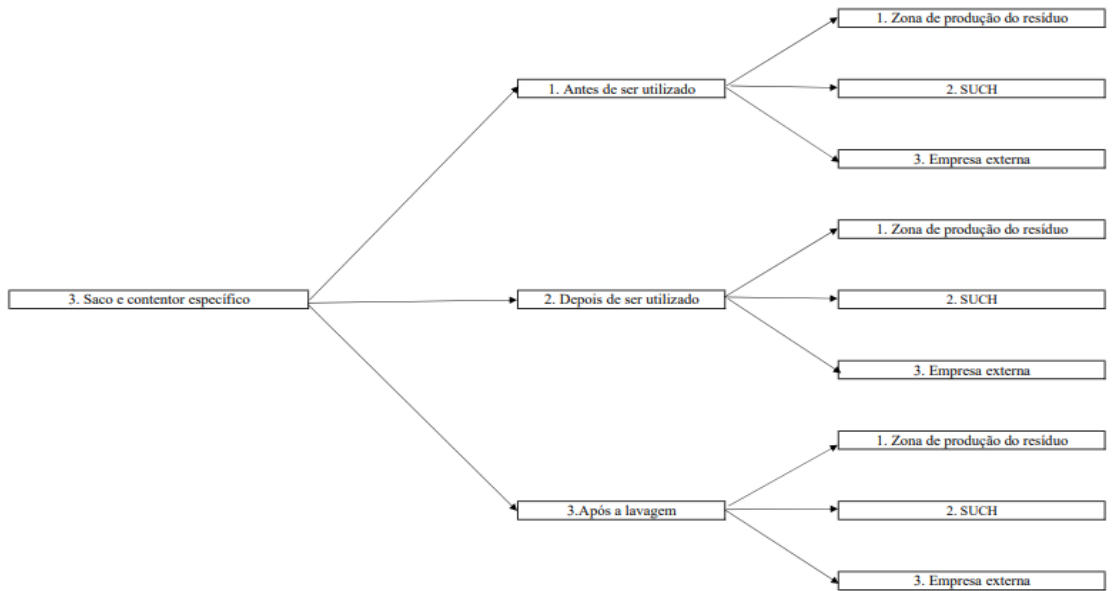 3. Saco e contentor específico
1. Antes de ser utilizado
1. Zona de produção do resíduo
2. SUCH
3. Empresa externa
2. Depois de ser utilizado
1. Zona de produção do resíduo
2. SUCH
3. Empresa externa
3.Após a lavagem
1. Zona de produção do resíduo
2. SUCH
3. Empresa externa